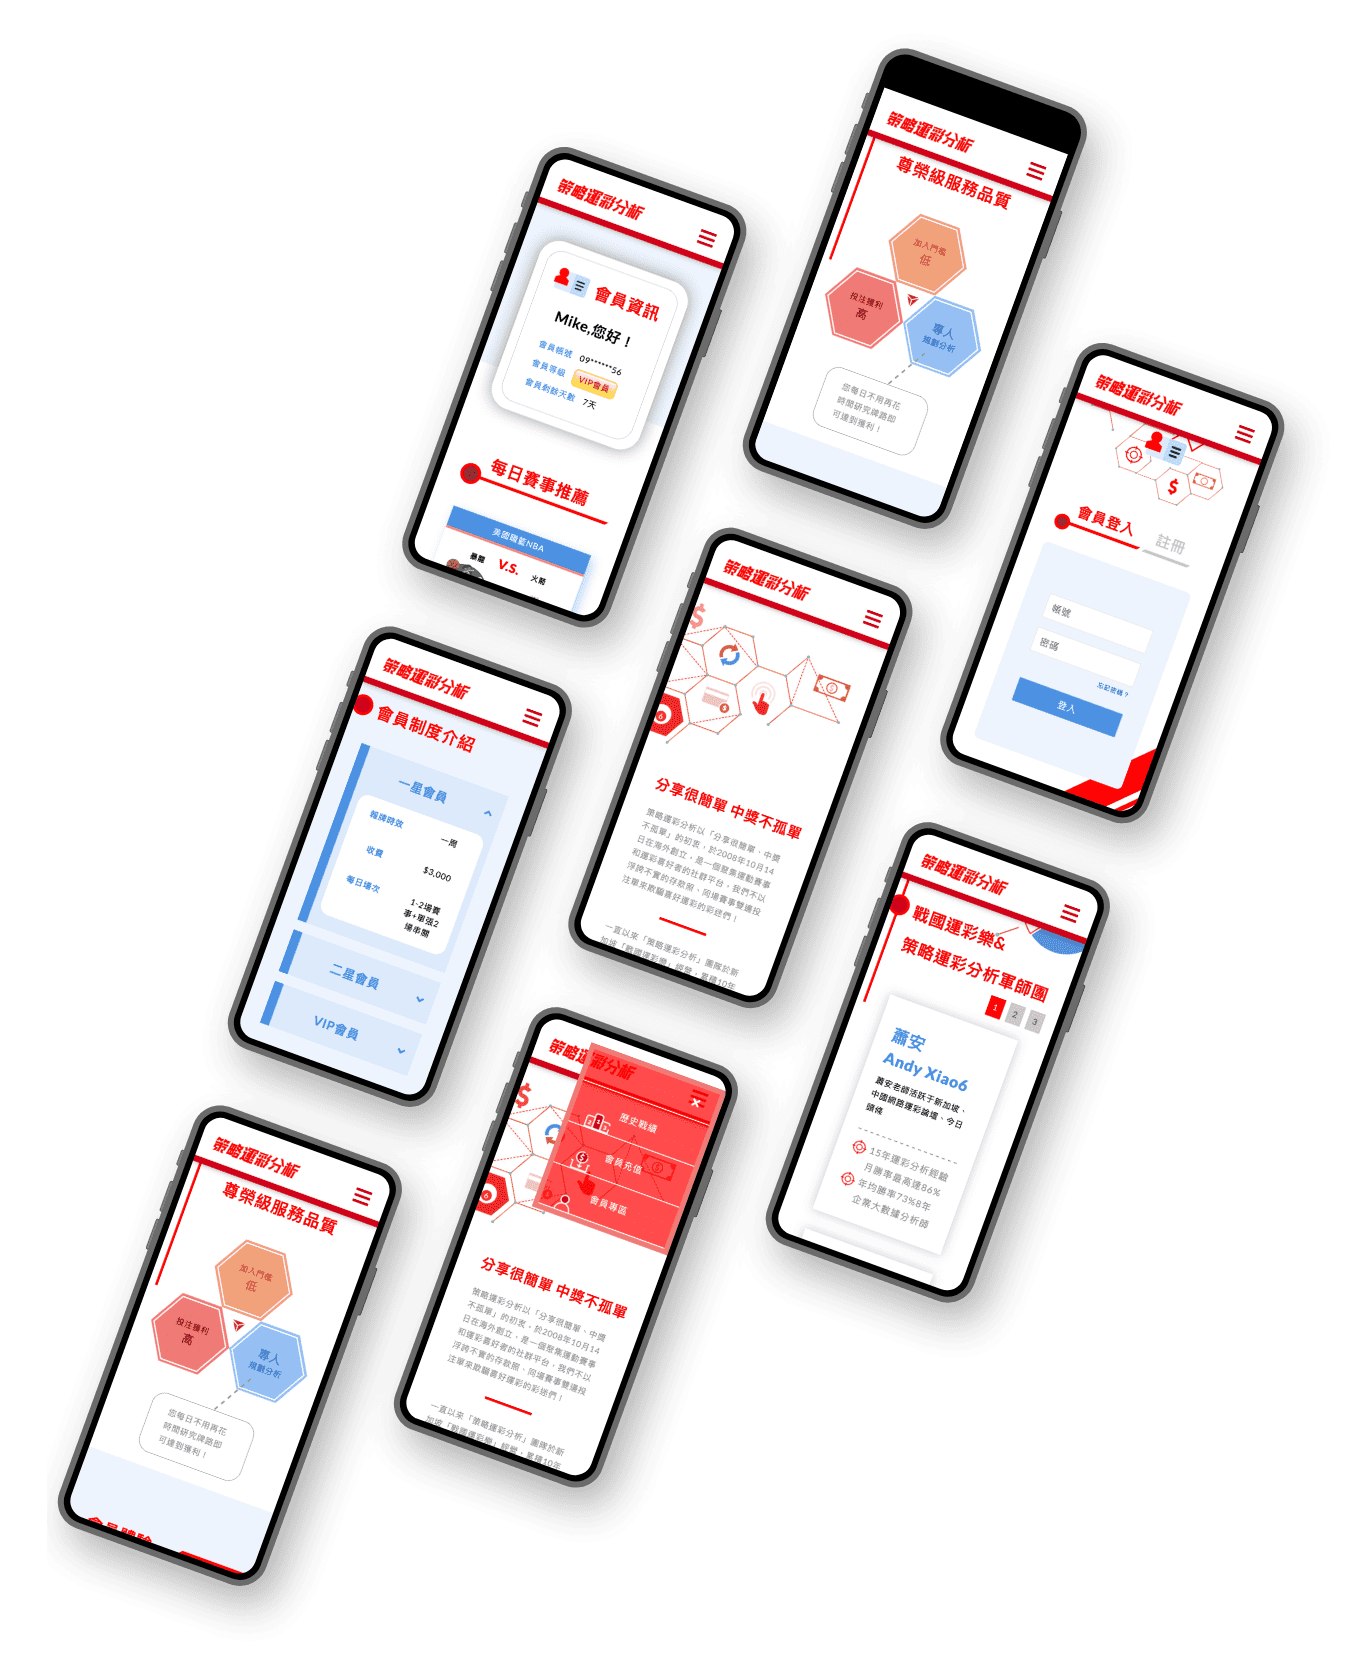 策略運彩分析
尊榮級服務品質
加入門檻
低
投注獲利
高
專人
規劃分析
您每日不用再花
時間研究牌路即
可達到獲利！
策略運彩分析
會員資訊
Mike,您好！
會員帳號 09******56
會員等級 VIP會員
會員剩餘天數 7天
每日賽事推薦
美國職籃NBA
暴龍 V.S. 火箭
策略運彩分析
會員登入 註冊
帳號
密碼
忘記密碼？
登入
策略運彩分析
分享很簡單 中獎不孤單
策略運彩分析以「分享很簡單、中獎
不孤單」的初衷，於2008年10月14
日在海外創立，是一個聚集運動賽事
和運彩喜好者的社群平台，我們不以
浮誇不實的存款照、同場賽事雙邊投
注單來欺騙喜好運彩的彩迷們！
一直以來「策略運彩分析」團隊於新
加坡「戰國運彩樂」經營，累積10年
策略運彩分析
會員制度介紹
一星會員
報牌時效 一周
收費 $3,000
每日場次 1-2場賽
事+單張2
場串關
二星會員
VIP會員
策略運彩分析
戰國運彩樂&
策略運彩分析軍師團
1 2 3
蕭安
Andy Xiao6
蕭安老師活躍于新加坡、
中國網路運彩論壇、今日
頭條
15年運彩分析經驗
月勝率最高達86%
年均勝率73%8年
企業大數據分析師
策略運彩分析
歷史戰績
會員充值
會員專區
分享很簡單 中獎不孤單
策略運彩分析以「分享很簡單、中獎
不孤單」的初衷，於2008年10月14
日在海外創立，是一個聚集運動賽事
和運彩喜好者的社群平台，我們不以
浮誇不實的存款照、同場賽事雙邊投
注單來欺騙喜好運彩的彩迷們！
一直以來「策略運彩分析」團隊於新
加坡「戰國運彩樂」經營，累積10年
策略運彩分析
尊榮級服務品質
加入門檻
低
投注獲利
高
專人
規劃分析
您每日不用再花
時間研究牌路即
可達到獲利！
會員體驗